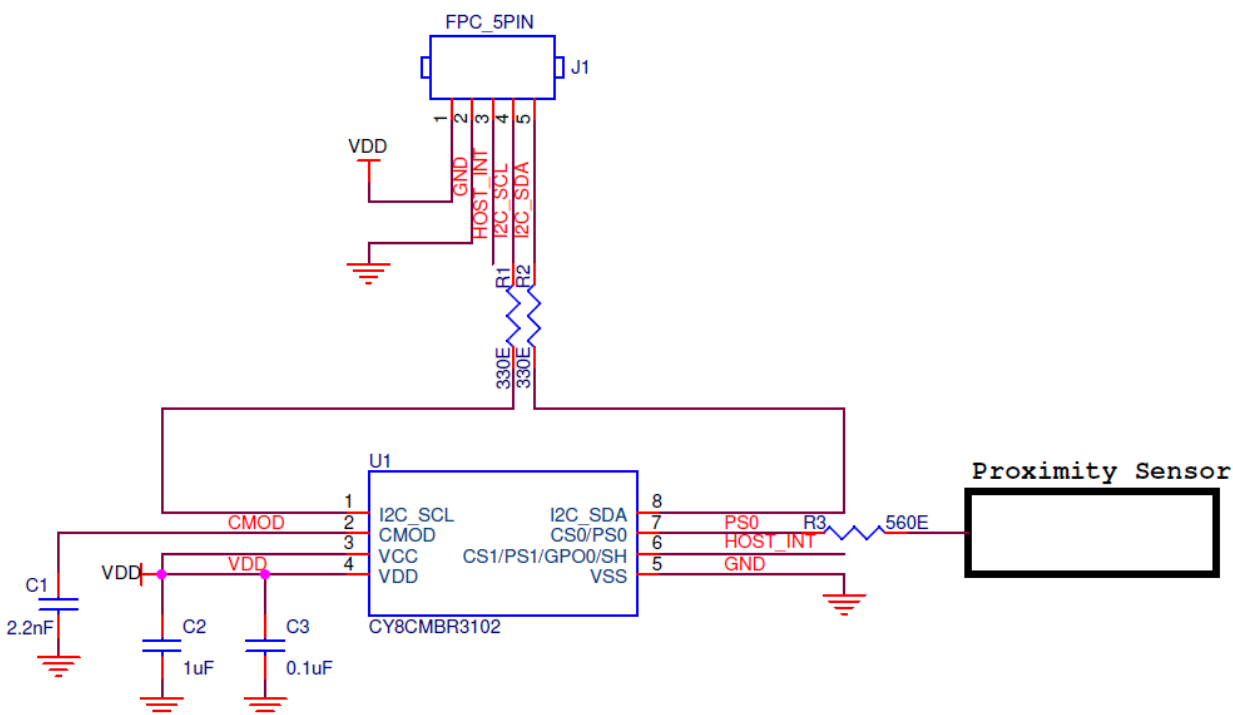 FPC_5PIN
J1
1 2 3 4 5
VDD
GND
HOST_INT
I2C_SCL
I2C_SDA
R1
R2
330E
330E
Proximity Sensor
U1
1
I2C_SCL
I2C_SDA
8
CMOD
2
CMOD
CS0/PS0
7
PS0
R3
560E
3
VCC
CS1/PS1/GPO0/SH
6
HOST_INT
VDD
VDD
4
VDD
VSS
5
GND
C1
2.2nF
C2
1uF
C3
0.1uF
CY8CMBR3102